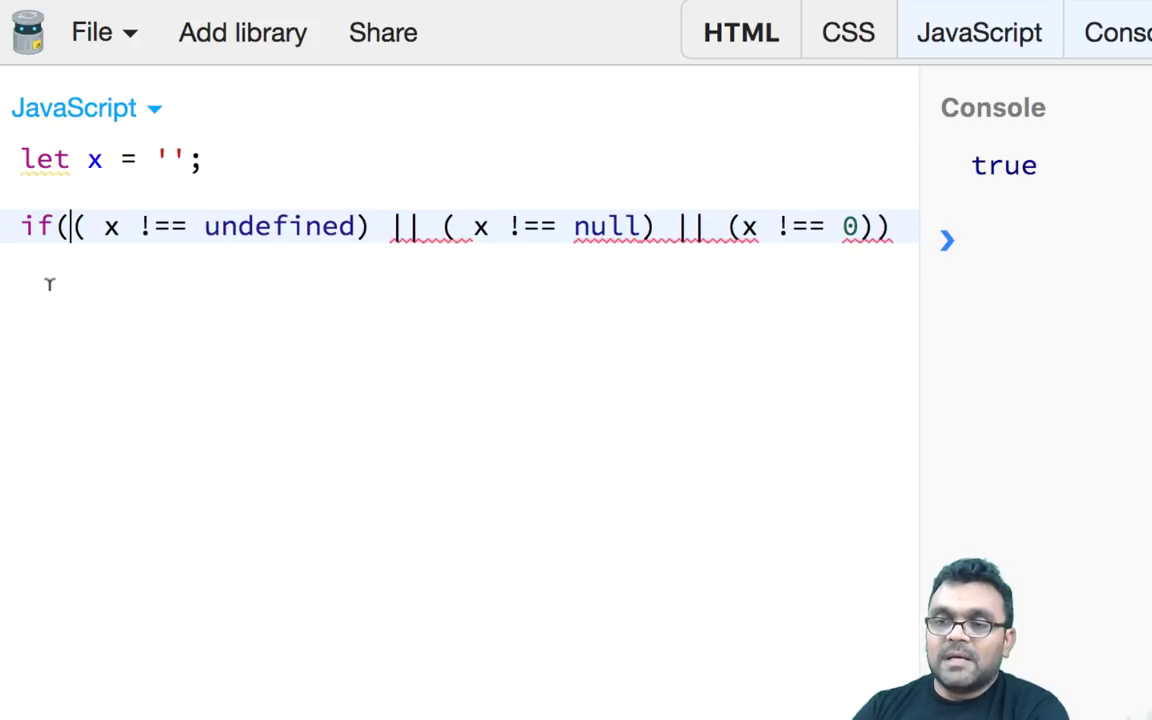 File Add library Share HTML CSS JavaScript Conso
JavaScript
Console
let x = '';
true
if(( x !== undefined) || ( x !== null) || (x !== 0))